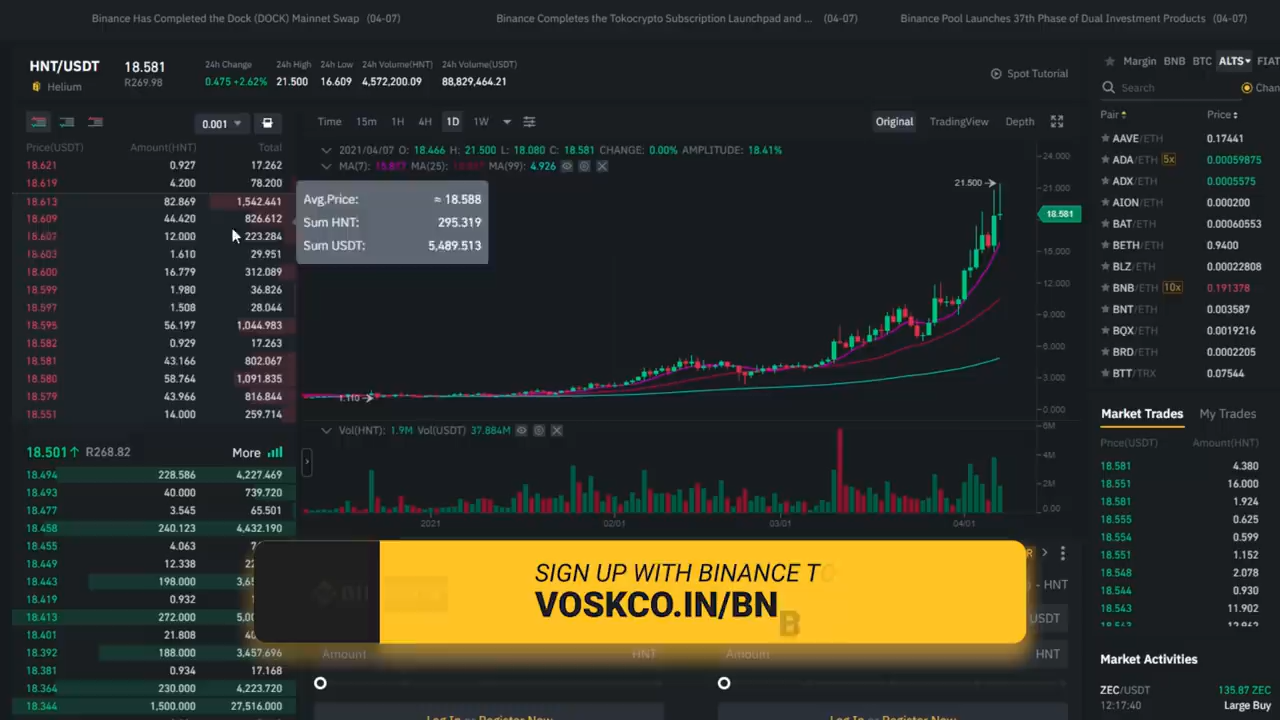 Binance Has Completed the Dock (DOCK) Mainnet Swap (04-07) Binance Completes the Tokocrypto Subscription Launchpad and ... (04-07) Binance Pool Launches 37th Phase of Dual Investment Products (04-07)
HNT/USDT 18.581 24h Change 24h High 24h Low 24h Volume(HNT) 24h Volume(USDT)
Helium R269.98 0.475 +2.62% 21.500 16.609 4,572,200.09 88,829,464.21
Spot Tutorial
0.001
Price(USDT) Amount(HNT) Total
18.621 0.927 17.262
18.619 4.200 78.200
18.613 82.869 1,542.441
18.609 44.420 826.612
18.607 12.000 223.284
18.603 1.610 29.951
18.600 16.779 312.089
18.599 1.980 36.826
18.597 1.508 28.044
18.595 56.197 1,044.983
18.582 0.929 17.263
18.581 43.166 802.067
18.580 58.764 1,091.835
18.579 43.966 816.844
18.551 14.000 259.714
18.501↑ R268.82 More
18.494 228.586 4,227.469
18.493 40.000 739.720
18.477 3.545 65.501
18.458 240.123 4,432.190
18.455 4.063
18.449 12.338
18.443 198.000
18.419 0.932
18.413 272.000
18.401 21.808
18.392 188.000 3,457.696
18.381 0.934 17.168
18.364 230.000 4,223.720
18.344 1,500.000 27,516.000
Time 15m 1H 4H 1D 1W Original TradingView Depth
2021/04/07 O: 18.466 H: 21.500 L: 18.080 C: 18.581 CHANGE: 0.00% AMPLITUDE: 18.41%
MA(7): MA(25): MA(99): 4.926
Avg.Price: ≈ 18.588
Sum HNT: 295.319
Sum USDT: 5,489.513
24.000
21.500
21.000
18.581
15.000
12.000
9.000
6.000
3.000
1.110
0.000
Vol(HNT): 1.9M Vol(USDT) 37.884M
6M
4M
2M
0.00
2021 02/01 03/01 04/01
SIGN UP WITH BINANCE T
VOSKCO.IN/BNB
- HNT
USDT
Amount HNT Amount HNT
Log In or Register Now Log In or Register Now
Margin BNB BTC ALTS FIAT
Search
Pair Price
AAVE/ETH 0.17441
ADA/ETH 5x 0.00059875
ADX/ETH 0.0005575
AION/ETH 0.000200
BAT/ETH 0.00060553
BETH/ETH 0.9400
BLZ/ETH 0.00022808
BNB/ETH 10x 0.191378
BNT/ETH 0.003587
BQX/ETH 0.0019216
BRD/ETH 0.0002205
BTT/TRX 0.07544
Market Trades My Trades
Price(USDT) Amount(HNT)
18.581 4.380
18.551 16.000
18.581 1.924
18.555 0.625
18.554 0.599
18.551 1.152
18.548 2.078
18.544 0.930
18.543 11.902
Market Activities
ZEC/USDT 135.87 ZEC
12:17:40 Large Buy